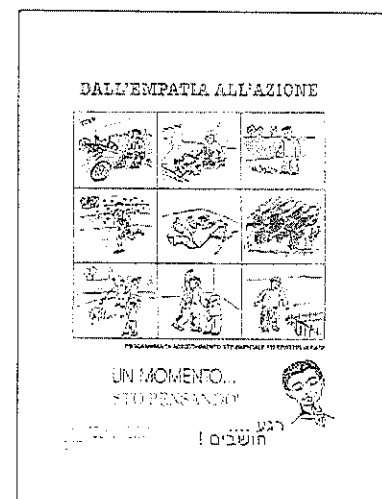 DALL'EMPATIA ALL'AZIONE
UN MOMENTO...
STO PENSANDO!
רגע ....
חושבים !